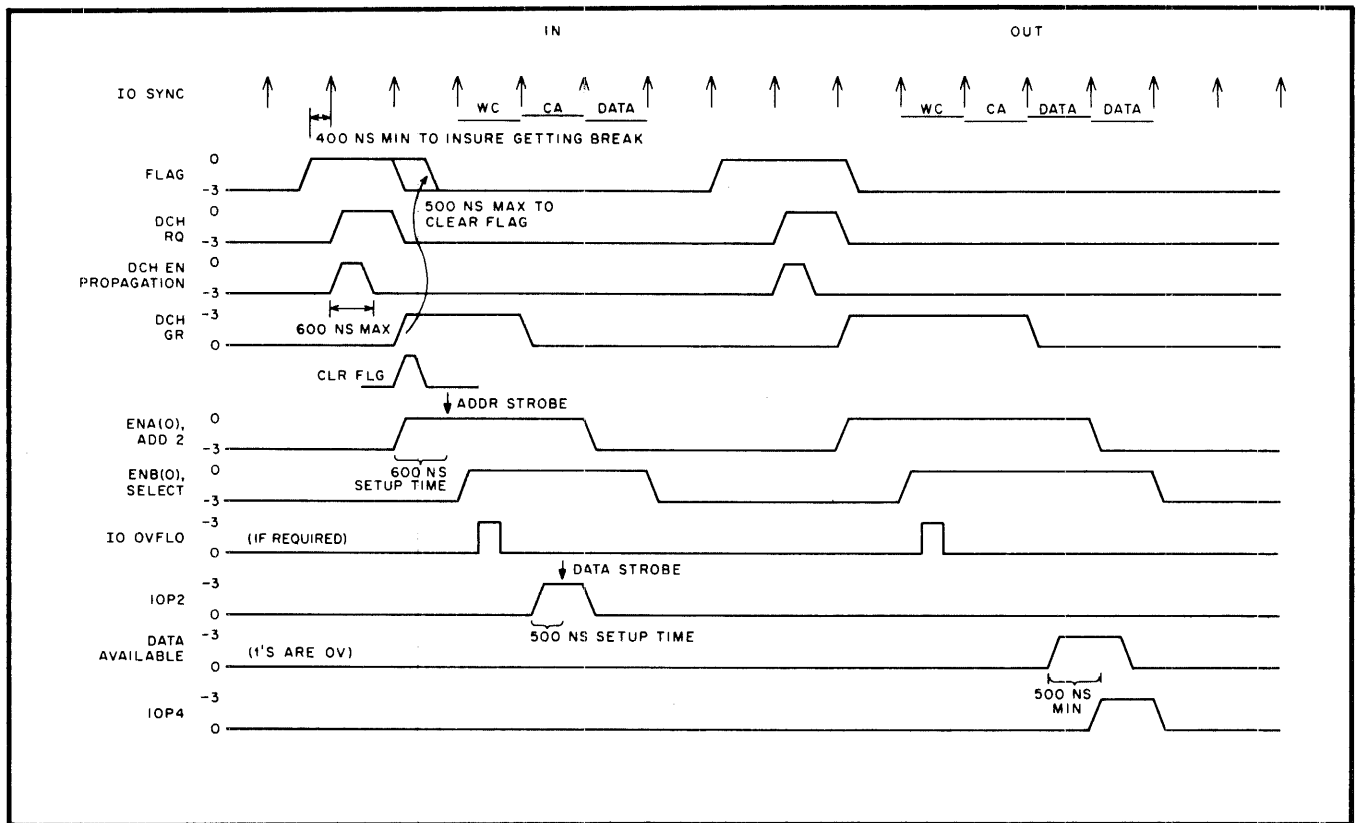 IN OUT
IO SYNC
WC CA DATA WC CA DATA DATA
400 NS MIN TO INSURE GETTING BREAK
FLAG 0
-3
500 NS MAX TO
CLEAR FLAG
DCH
RQ
0
-3
DCH EN
PROPAGATION
0
-3
600 NS MAX
DCH
GR
-3
0
CLR FLG
ADDR STROBE
ENA(0),
ADD 2
0
-3
600 NS
SETUP TIME
ENB(0),
SELECT
0
-3
IO OVFLO
-3
0
(IF REQUIRED)
DATA STROBE
IOP2
-3
0
500 NS SETUP TIME
DATA
AVAILABLE
-3
0
(1'S ARE 0V)
500 NS
MIN
IOP4
-3
0